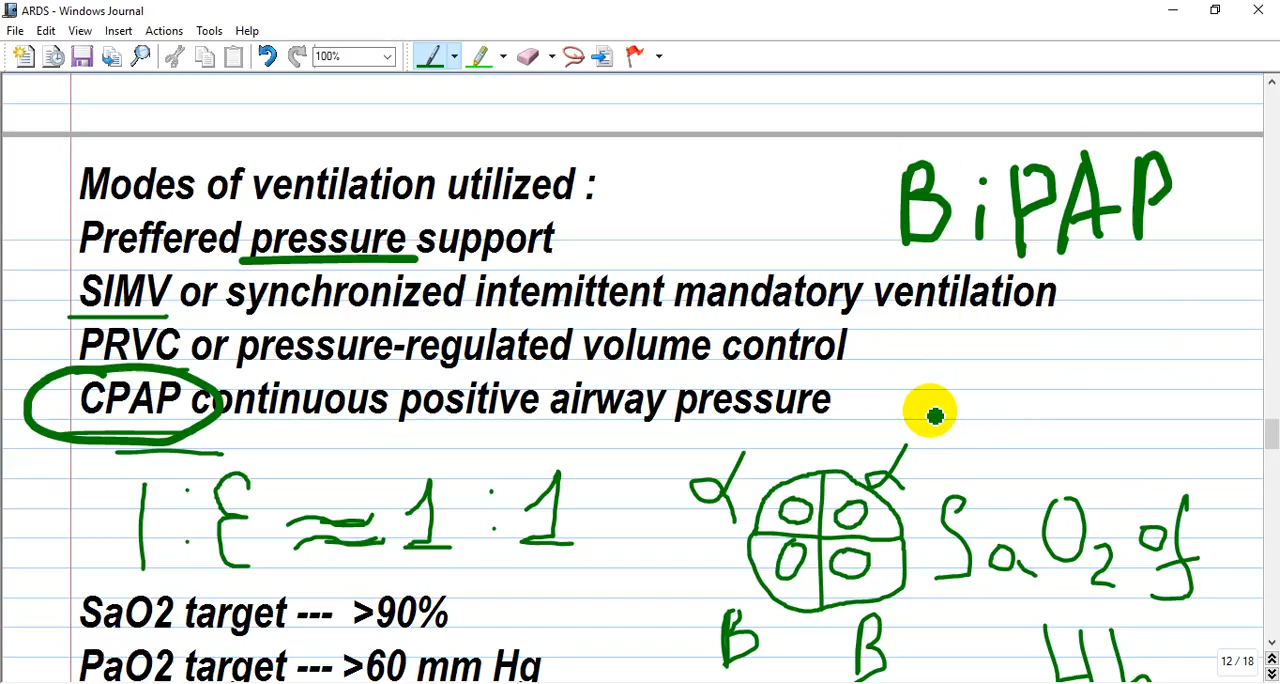 ARDS - Windows Journal
File Edit View Insert Actions Tools Help
100%
Modes of ventilation utilized :
BiPAP
Preffered pressure support
SIMV or synchronized intemittent mandatory ventilation
PRVC or pressure-regulated volume control
CPAP continuous positive airway pressure
I : E ≈ 1 : 1
α α
SaO2 of
B B
Hb
SaO2 target --- >90%
PaO2 target --- >60 mm Hg
12 / 18